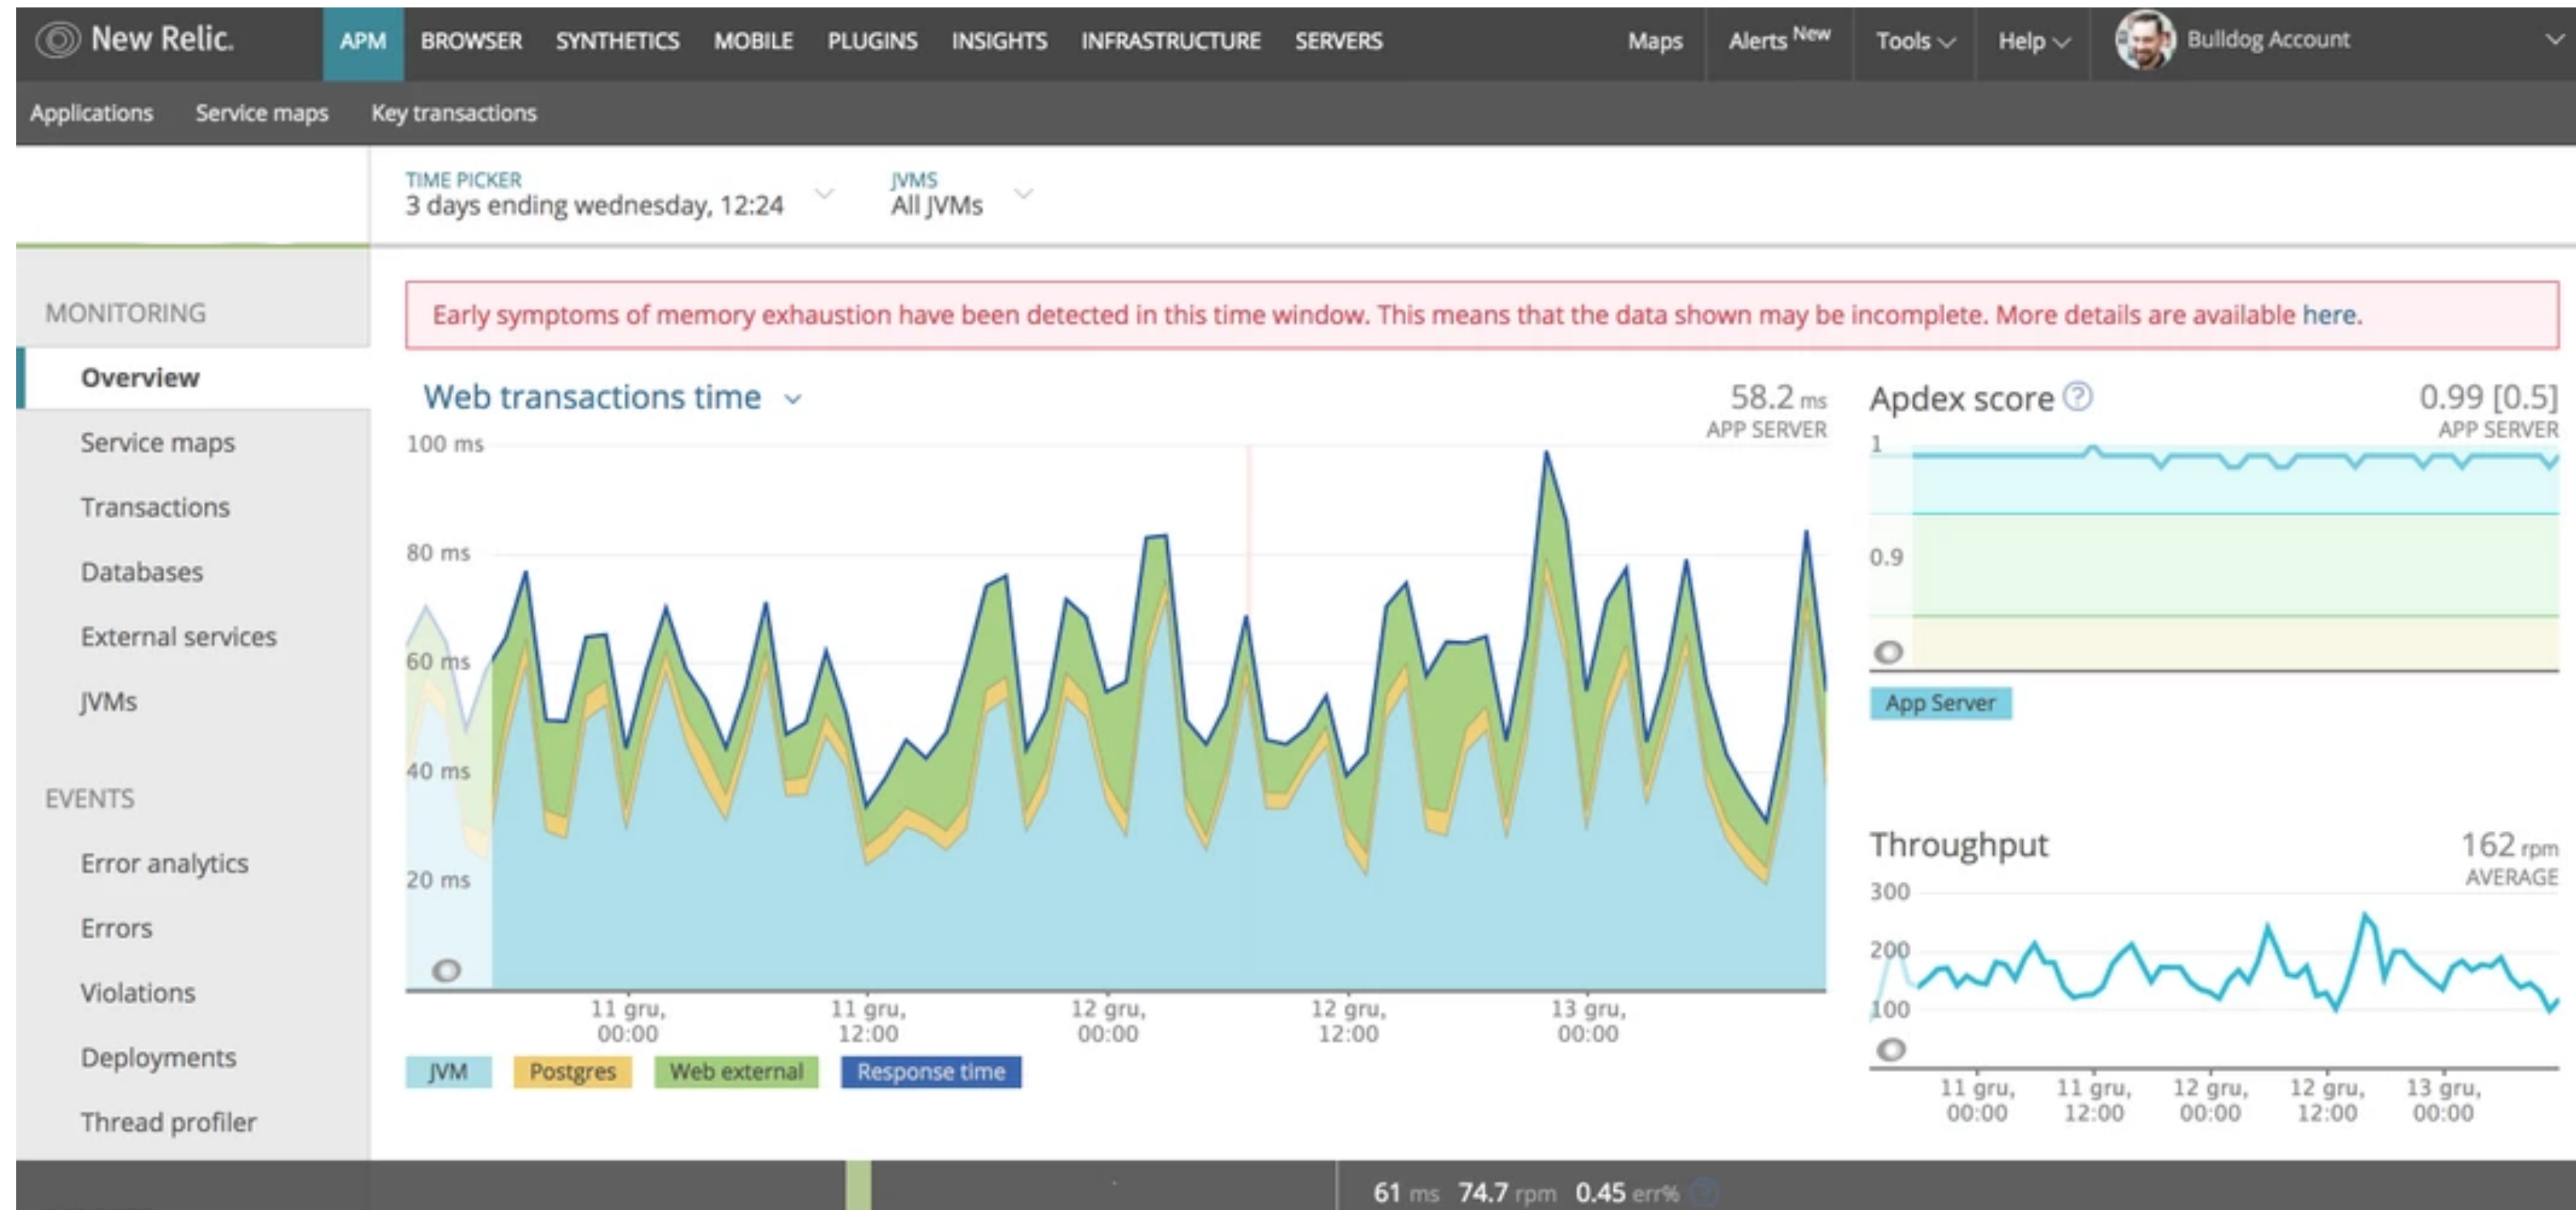 New Relic.
APM BROWSER SYNTHETICS MOBILE PLUGINS INSIGHTS INFRASTRUCTURE SERVERS
Maps Alerts New Tools Help Bulldog Account
Applications Service maps Key transactions
TIME PICKER
3 days ending wednesday, 12:24
JVMS
All JVMs
MONITORING
Overview
Service maps
Transactions
Databases
External services
JVMs
EVENTS
Error analytics
Errors
Violations
Deployments
Thread profiler
Early symptoms of memory exhaustion have been detected in this time window. This means that the data shown may be incomplete. More details are available here.
Web transactions time
58.2 ms
APP SERVER
100 ms
80 ms
60 ms
40 ms
20 ms
11 gru,
00:00
11 gru,
12:00
12 gru,
00:00
12 gru,
12:00
13 gru,
00:00
JVM Postgres Web external Response time
Apdex score ?
0.99 [0.5]
APP SERVER
1
0.9
App Server
Throughput
162 rpm
AVERAGE
300
200
100
11 gru,
00:00
11 gru,
12:00
12 gru,
00:00
12 gru,
12:00
13 gru,
00:00
61 ms 74.7 rpm 0.45 err% ?